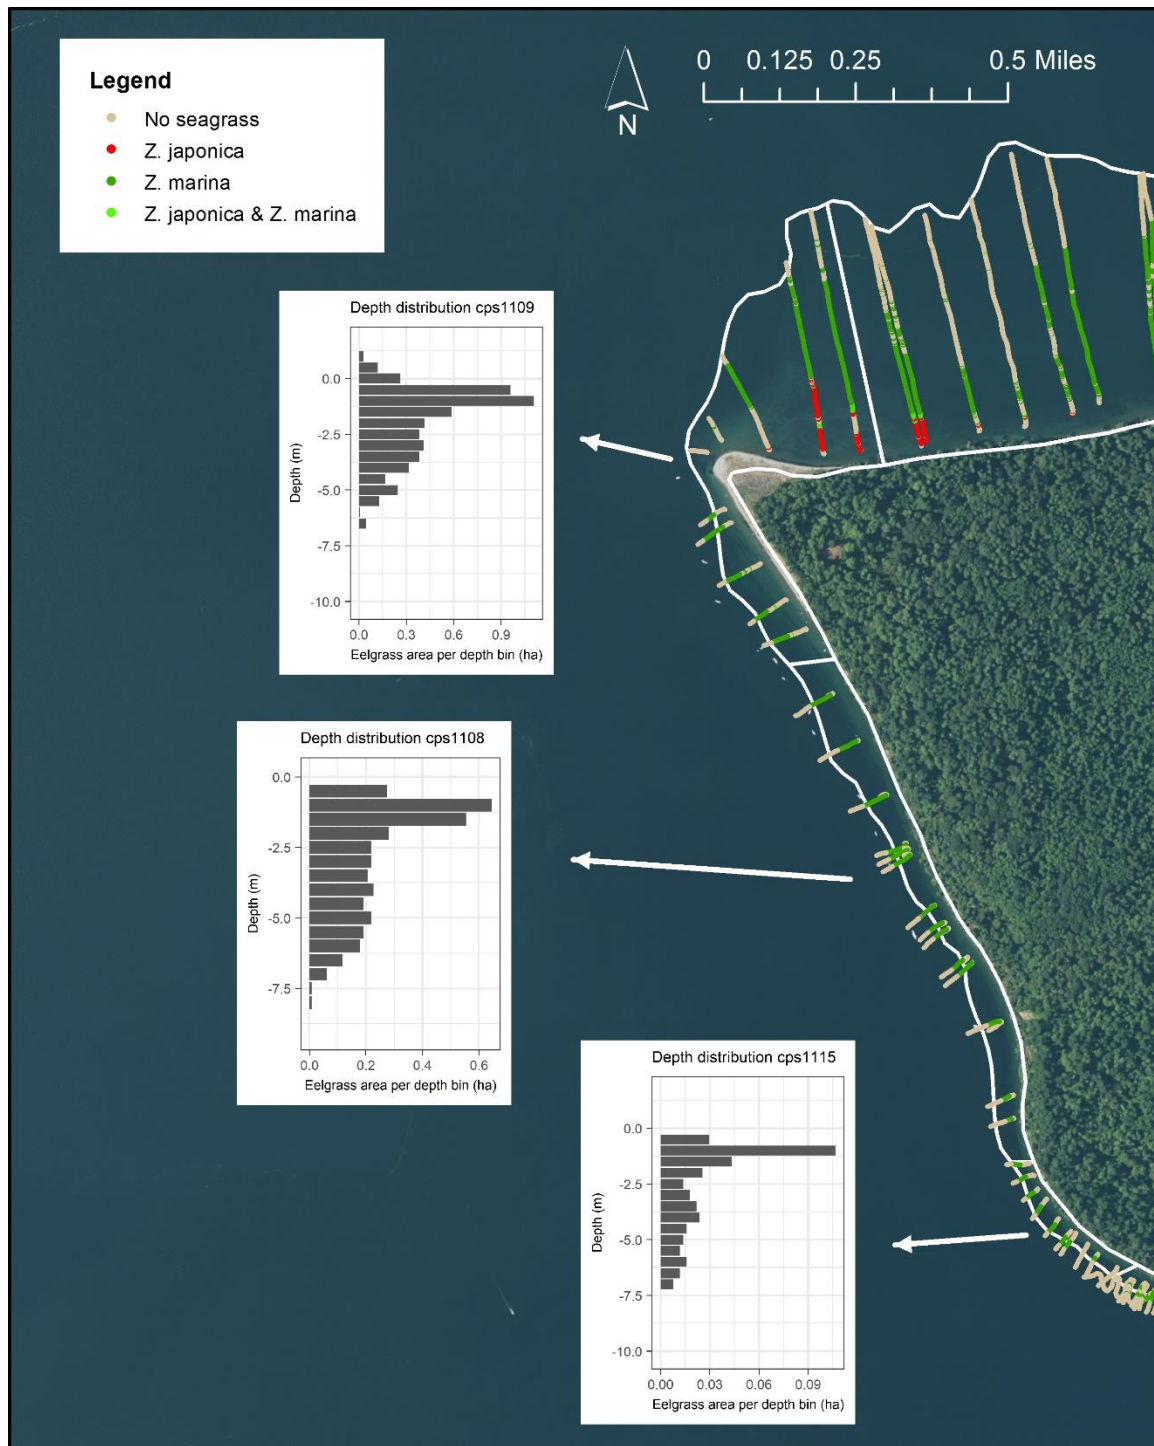 Legend
No seagrass
Z. japonica
Z. marina
Z. japonica & Z. marina
N
0 0.125 0.25 0.5 Miles
Depth distribution cps1109
0.0
-2.5
-5.0
-7.5
-10.0
Depth (m)
0.0 0.3 0.6 0.9
Eelgrass area per depth bin (ha)
Depth distribution cps1108
0.0
-2.5
-5.0
-7.5
Depth (m)
0.0 0.2 0.4 0.6
Eelgrass area per depth bin (ha)
Depth distribution cps1115
0.0
-2.5
-5.0
-7.5
-10.0
Depth (m)
0.00 0.03 0.06 0.09
Eelgrass area per depth bin (ha)